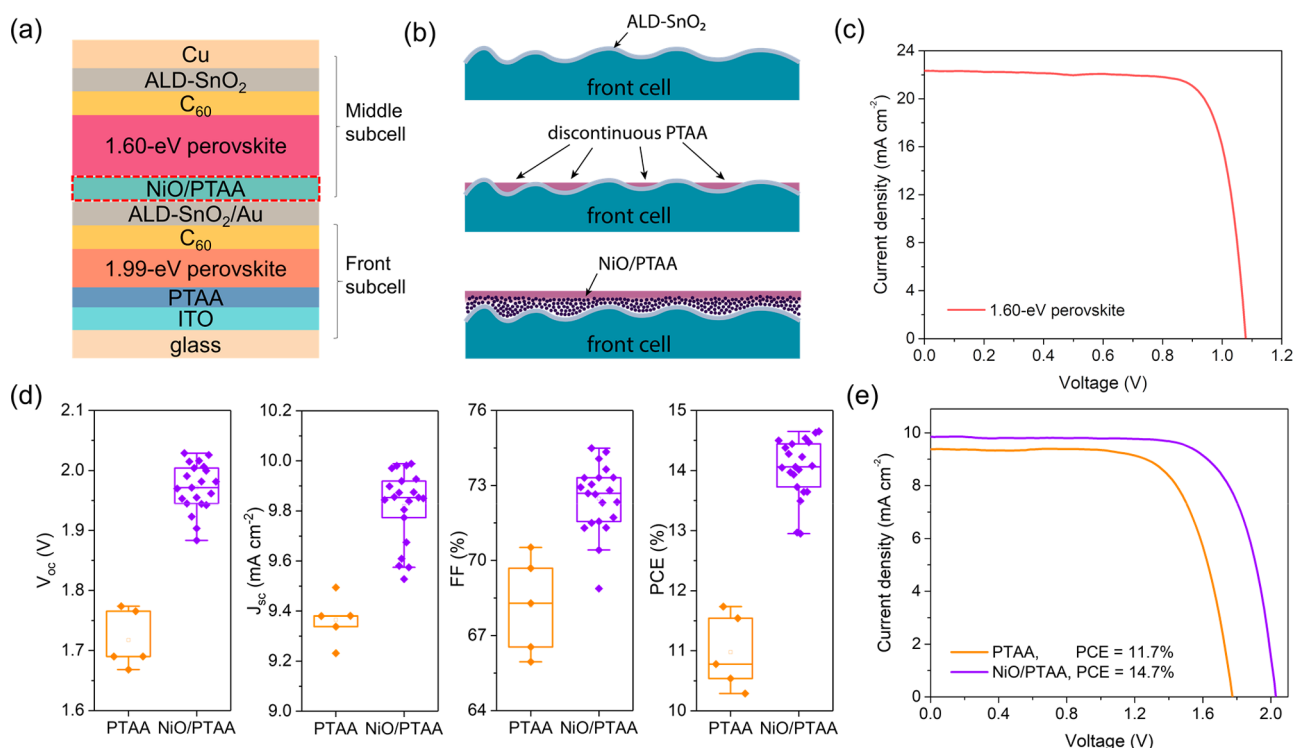 (a)
Cu
ALD-SnO₂
C₆₀
1.60-eV perovskite
NiO/PTAA
ALD-SnO₂/Au
C₆₀
1.99-eV perovskite
PTAA
ITO
glass
Middle
subcell
Front
subcell
(b)
ALD-SnO₂
front cell
discontinuous PTAA
front cell
NiO/PTAA
front cell
(c)
24
20
16
12
8
4
0
Current density (mA cm⁻²)
1.60-eV perovskite
0.0 0.2 0.4 0.6 0.8 1.0 1.2
Voltage (V)
(d)
2.1
2.0
1.9
1.8
1.7
1.6
V_oc (V)
PTAA NiO/PTAA
10.2
10.0
9.8
9.6
9.4
9.2
9.0
J_sc (mA cm⁻²)
PTAA NiO/PTAA
76
73
70
67
64
FF (%)
PTAA NiO/PTAA
15
14
13
12
11
10
PCE (%)
PTAA NiO/PTAA
(e)
10
8
6
4
2
0
Current density (mA cm⁻²)
PTAA, PCE = 11.7%
NiO/PTAA, PCE = 14.7%
0.0 0.4 0.8 1.2 1.6 2.0
Voltage (V)